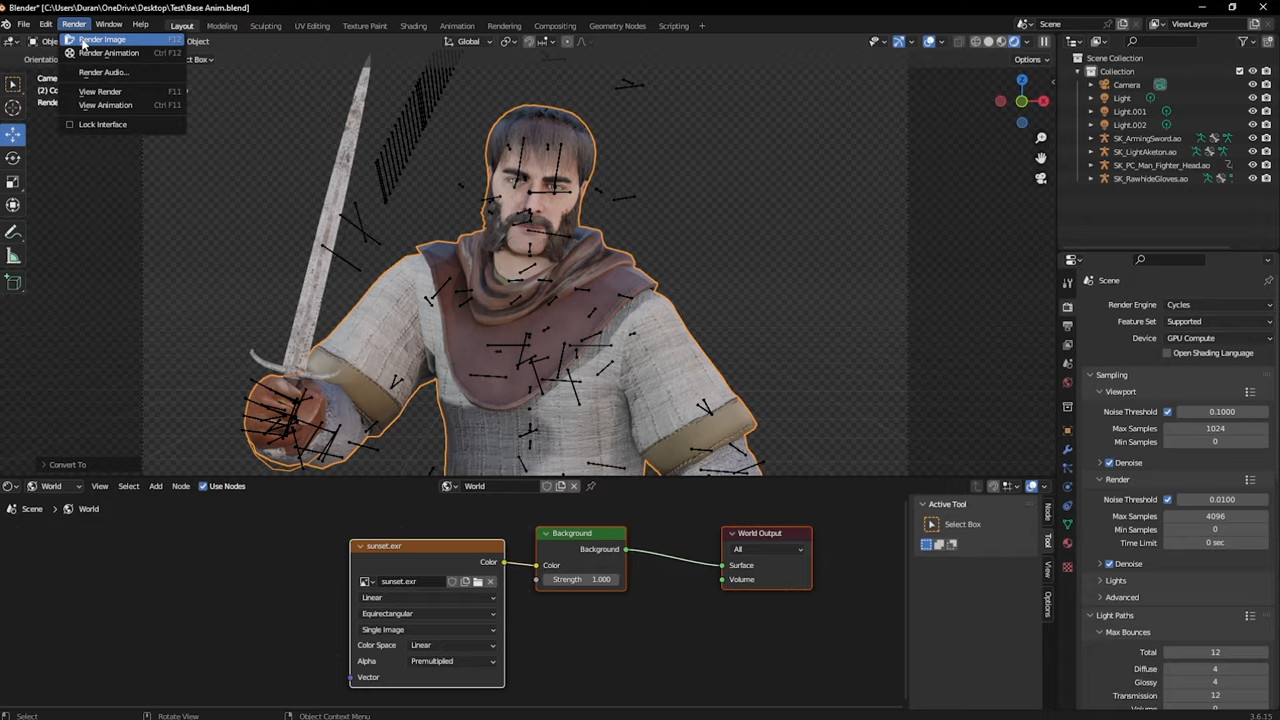 Blender* [C:\Users\Duran\OneDrive\Desktop\Test\Base Anim.blend]
File Edit Render Window Help Layout Modeling Sculpting UV Editing Texture Paint Shading Animation Rendering Compositing Geometry Nodes Scripting + Scene ViewLayer
Render Image F12
Render Animation Ctrl F12
Render Audio...
View Render F11
View Animation Ctrl F11
Lock Interface
Object
Global
Options
Scene Collection
Collection
Camera
Light
Light.001
Light.002
SK_ArmingSword.ao
SK_LightAketon.ao
SK_PC_Man_Fighter_Head.ao
SK_RawhideGloves.ao
Scene
Render Engine Cycles
Feature Set Supported
Device GPU Compute
Open Shading Language
Sampling
Viewport
Noise Threshold 0.1000
Max Samples 1024
Min Samples 0
Denoise
Render
Noise Threshold 0.0100
Max Samples 4096
Min Samples 0
Time Limit 0 sec
Denoise
Lights
Advanced
Light Paths
Max Bounces
Total 12
Diffuse 4
Glossy 4
Transmission 12
Convert To
World View Select Add Node Use Nodes World
Scene > World
sunset.exr
Color
sunset.exr
Linear
Equirectangular
Single Image
Color Space Linear
Alpha Premultiplied
Vector
Background
Background
Color
Strength 1.000
World Output
All
Surface
Volume
Active Tool
Select Box
Node
Tool
View
Options
Select Rotate View Object Context Menu 3.6.15